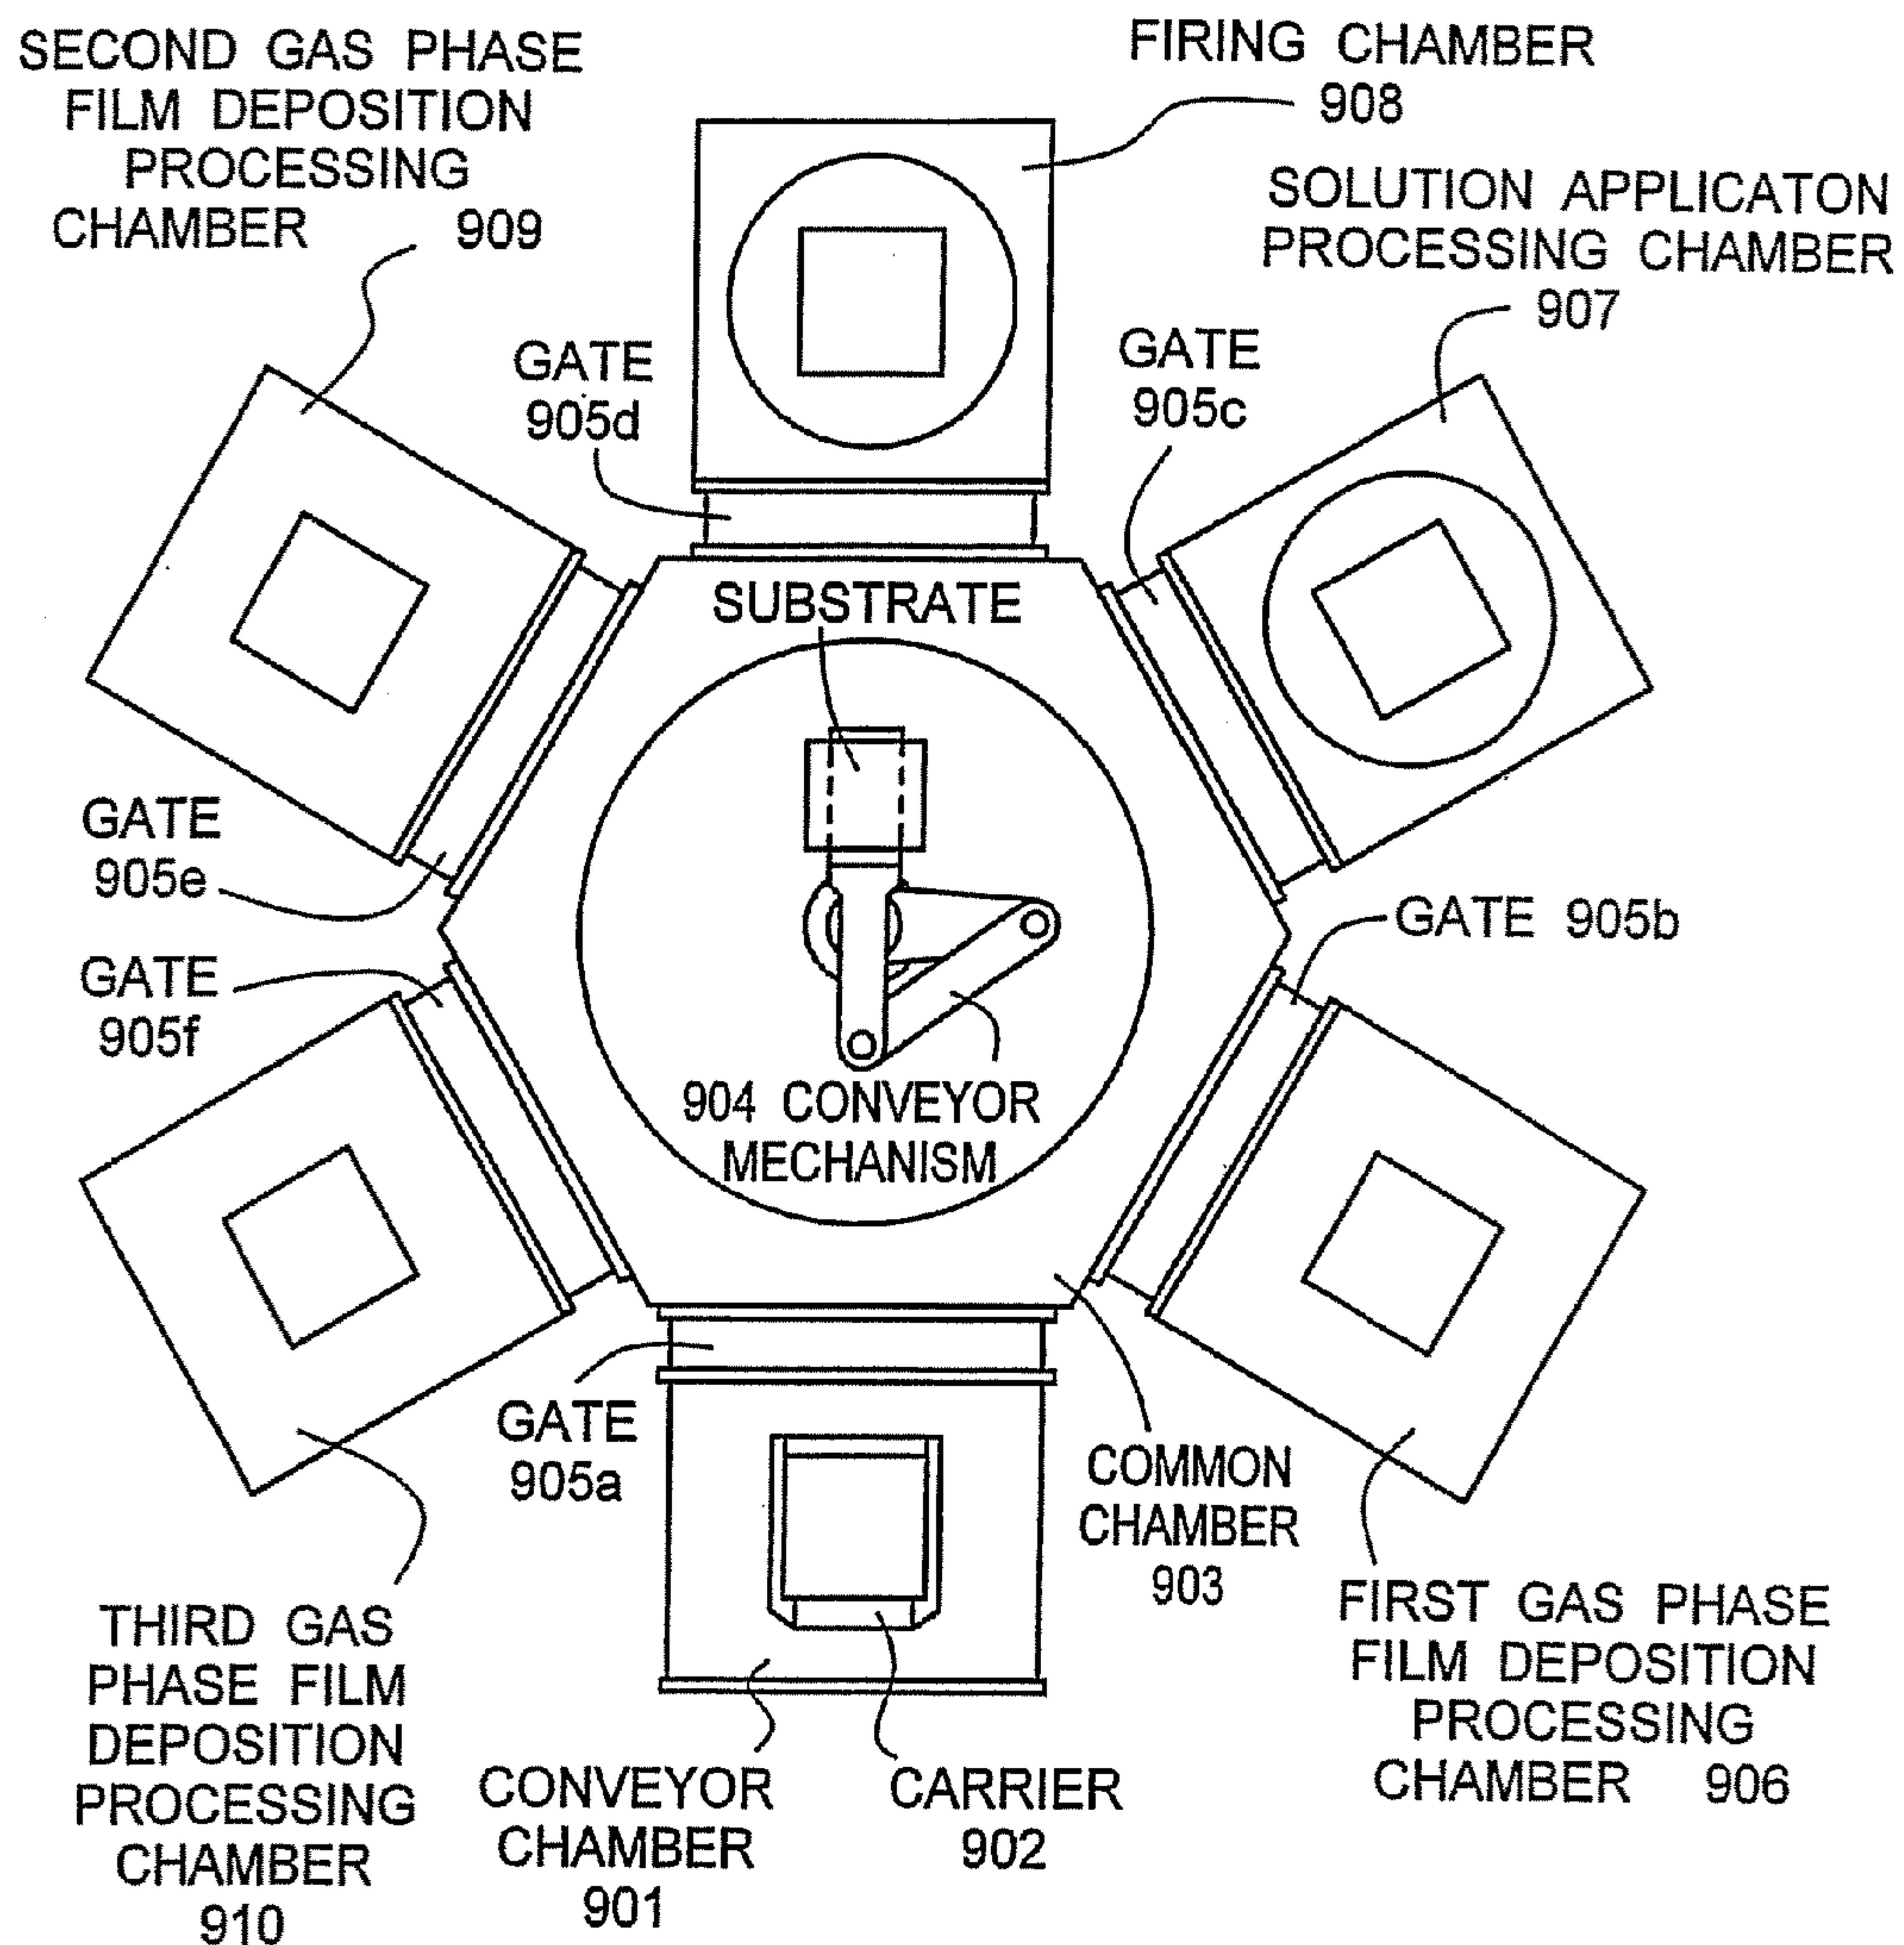 SECOND GAS PHASE
FILM DEPOSITION
PROCESSING
CHAMBER 909
FIRING CHAMBER
908
SOLUTION APPLICATON
PROCESSING CHAMBER
907
GATE
905d
GATE
905c
SUBSTRATE
GATE
905e
GATE 905b
GATE
905f
904 CONVEYOR
MECHANISM
GATE
905a
COMMON
CHAMBER
903
THIRD GAS
PHASE FILM
DEPOSITION
PROCESSING
CHAMBER
910
CONVEYOR
CHAMBER
901
CARRIER
902
FIRST GAS PHASE
FILM DEPOSITION
PROCESSING
CHAMBER 906